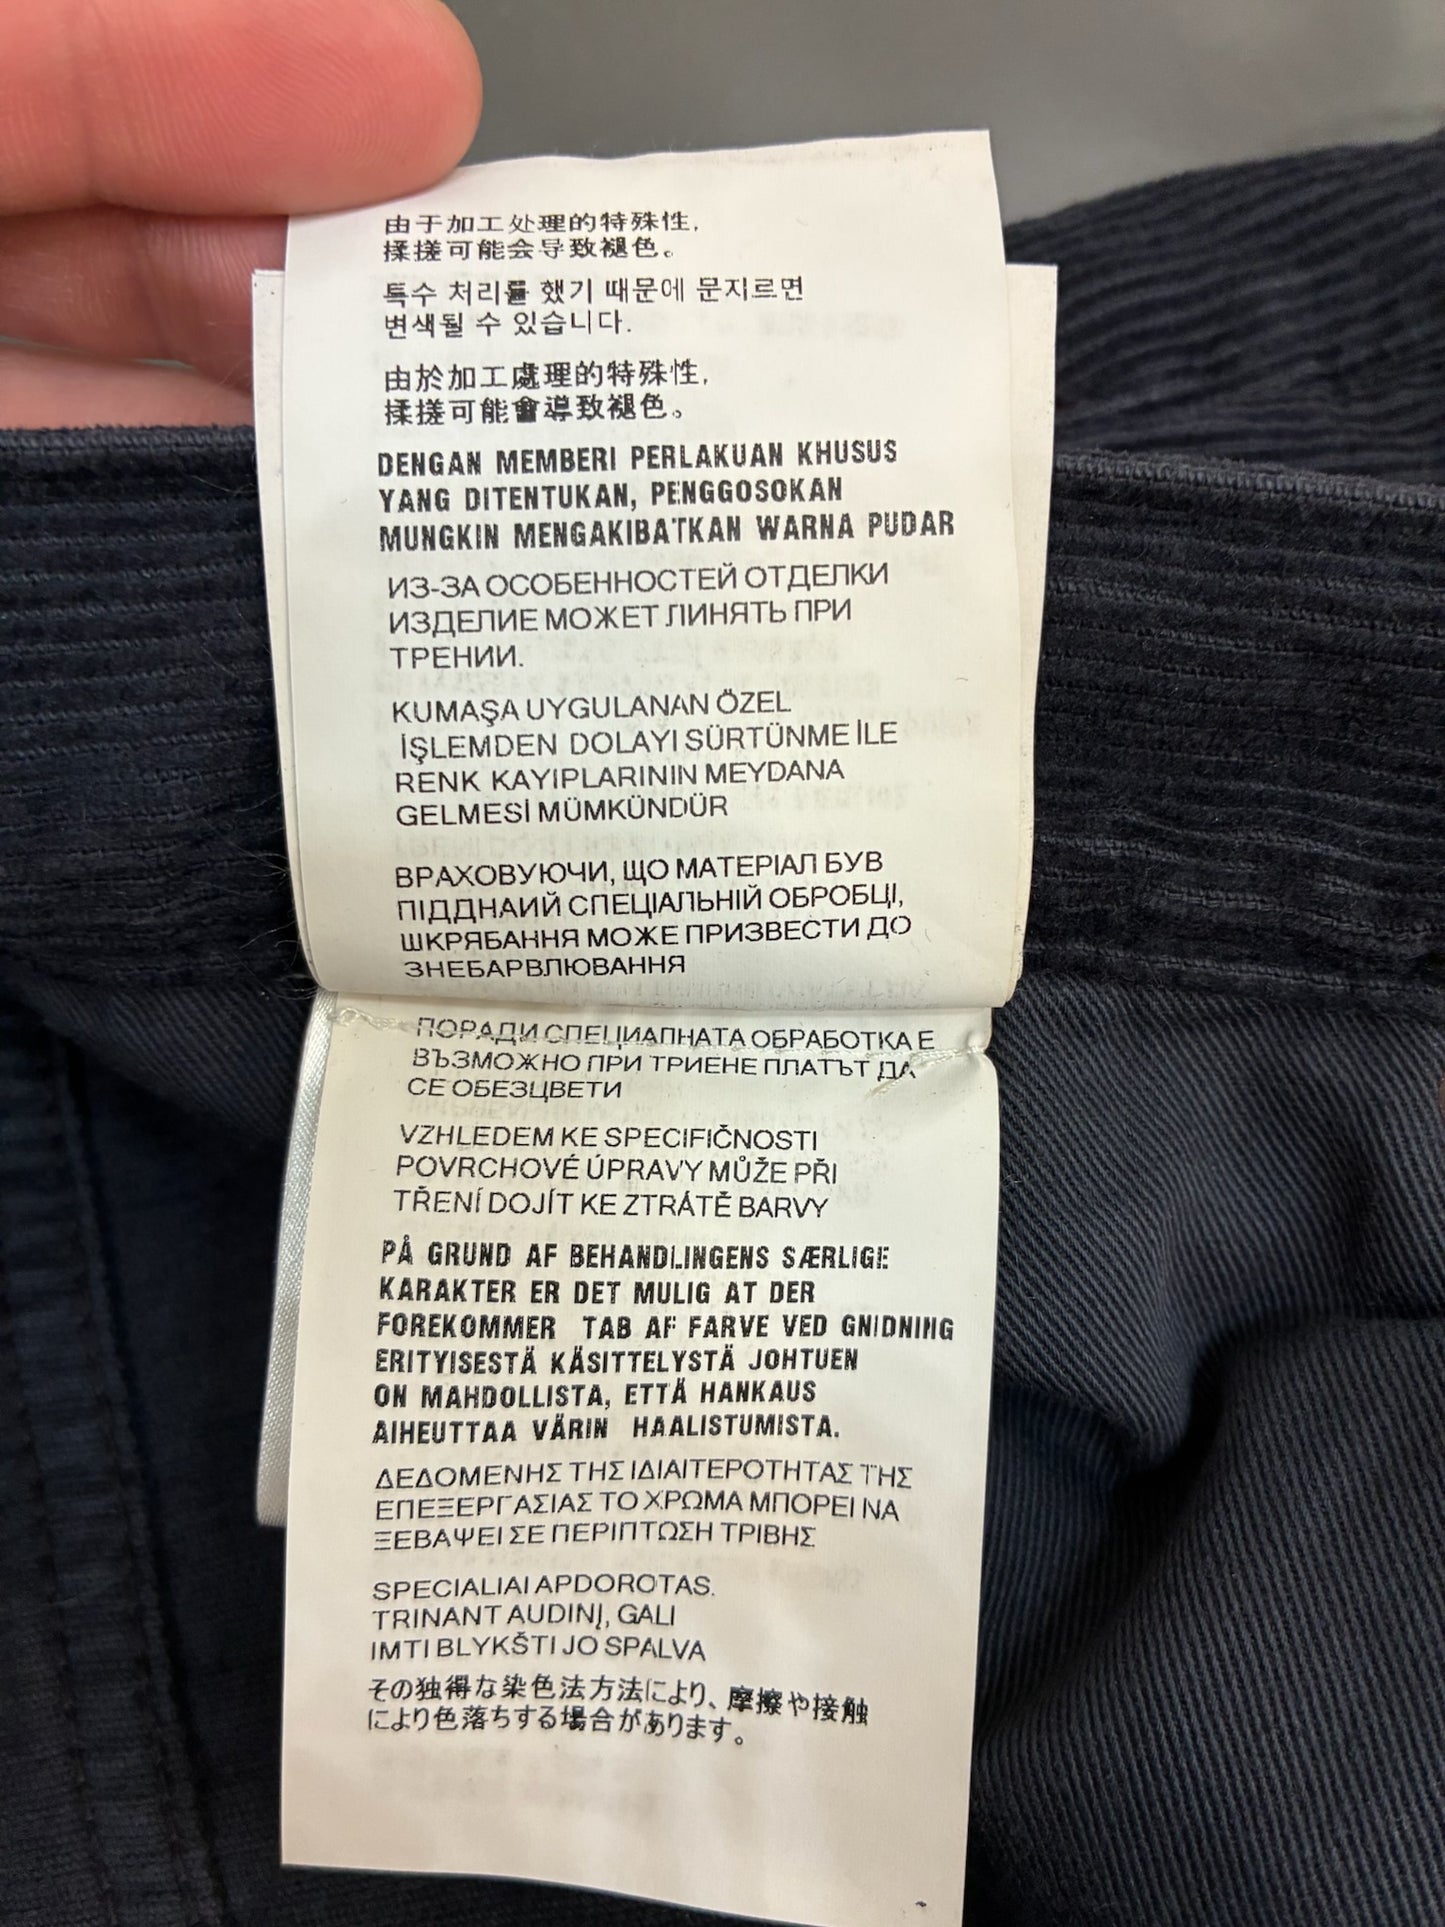 由于加工处理的特殊性,
揉搓可能会导致褪色。
특수 처리를 했기 때문에 문지르면
변색될 수 있습니다.
由於加工處理的特殊性,
揉搓可能會導致褪色。
DENGAN MEMBERI PERLAKUAN KHUSUS
YANG DITENTUKAN, PENGGOSOKAN
MUNGKIN MENGAKIBATKAN WARNA PUDAR
ИЗ-ЗА ОСОБЕННОСТЕЙ ОТДЕЛКИ
ИЗДЕЛИЕ МОЖЕТ ЛИНЯТЬ ПРИ
ТРЕНИИ.
KUMAŞA UYGULANAN ÖZEL
İŞLEMDEN DOLAYI SÜRTÜNME İLE
RENK KAYIPLARININ MEYDANA
GELMESİ MÜMKÜNDÜR
ВРАХОВУЮЧИ, ЩО МАТЕРІАЛ БУВ
ПІДДНАИЙ СПЕЦІАЛЬНІЙ ОБРОБЦІ,
ШКРЯБАННЯ МОЖЕ ПРИЗВЕСТИ ДО
ЗНЕБАРВЛЮВАННЯ
ПОРАДИ СПЕЦИАЛНАТА ОБРАБОТКА Е
ВЪЗМОЖНО ПРИ ТРИЕНЕ ПЛАТЪТ ДА
СЕ ОБЕЗЦВЕТИ
VZHLEDEM KE SPECIFIČNOSTI
POVRCHOVÉ ÚPRAVY MŮŽE PŘI
TŘENÍ DOJÍT KE ZTRÁTĚ BARVY
PÅ GRUND AF BEHANDLINGENS SÆRLIGE
KARAKTER ER DET MULIG AT DER
FOREKOMMER TAB AF FARVE VED GNIDNING
ERITYISESTÄ KÄSITTELYSTÄ JOHTUEN
ON MAHDOLLISTA, ETTÄ HANKAUS
AIHEUTTAA VÄRIN HAALISTUMISTA.
ΔΕΔΟΜΕΝΗΣ ΤΗΣ ΙΔΙΑΙΤΕΡΟΤΗΤΑΣ ΤΗΣ
ΕΠΕΞΕΡΓΑΣΙΑΣ ΤΟ ΧΡΩΜΑ ΜΠΟΡΕΙ ΝΑ
ΞΕΒΑΨΕΙ ΣΕ ΠΕΡΙΠΤΩΣΗ ΤΡΙΒΗΣ
SPECIALIAI APDOROTAS.
TRINANT AUDINĮ, GALI
IMTI BLYKŠTI JO SPALVA
その独得な染色法方法により、摩擦や接触
により色落ちする場合があります。